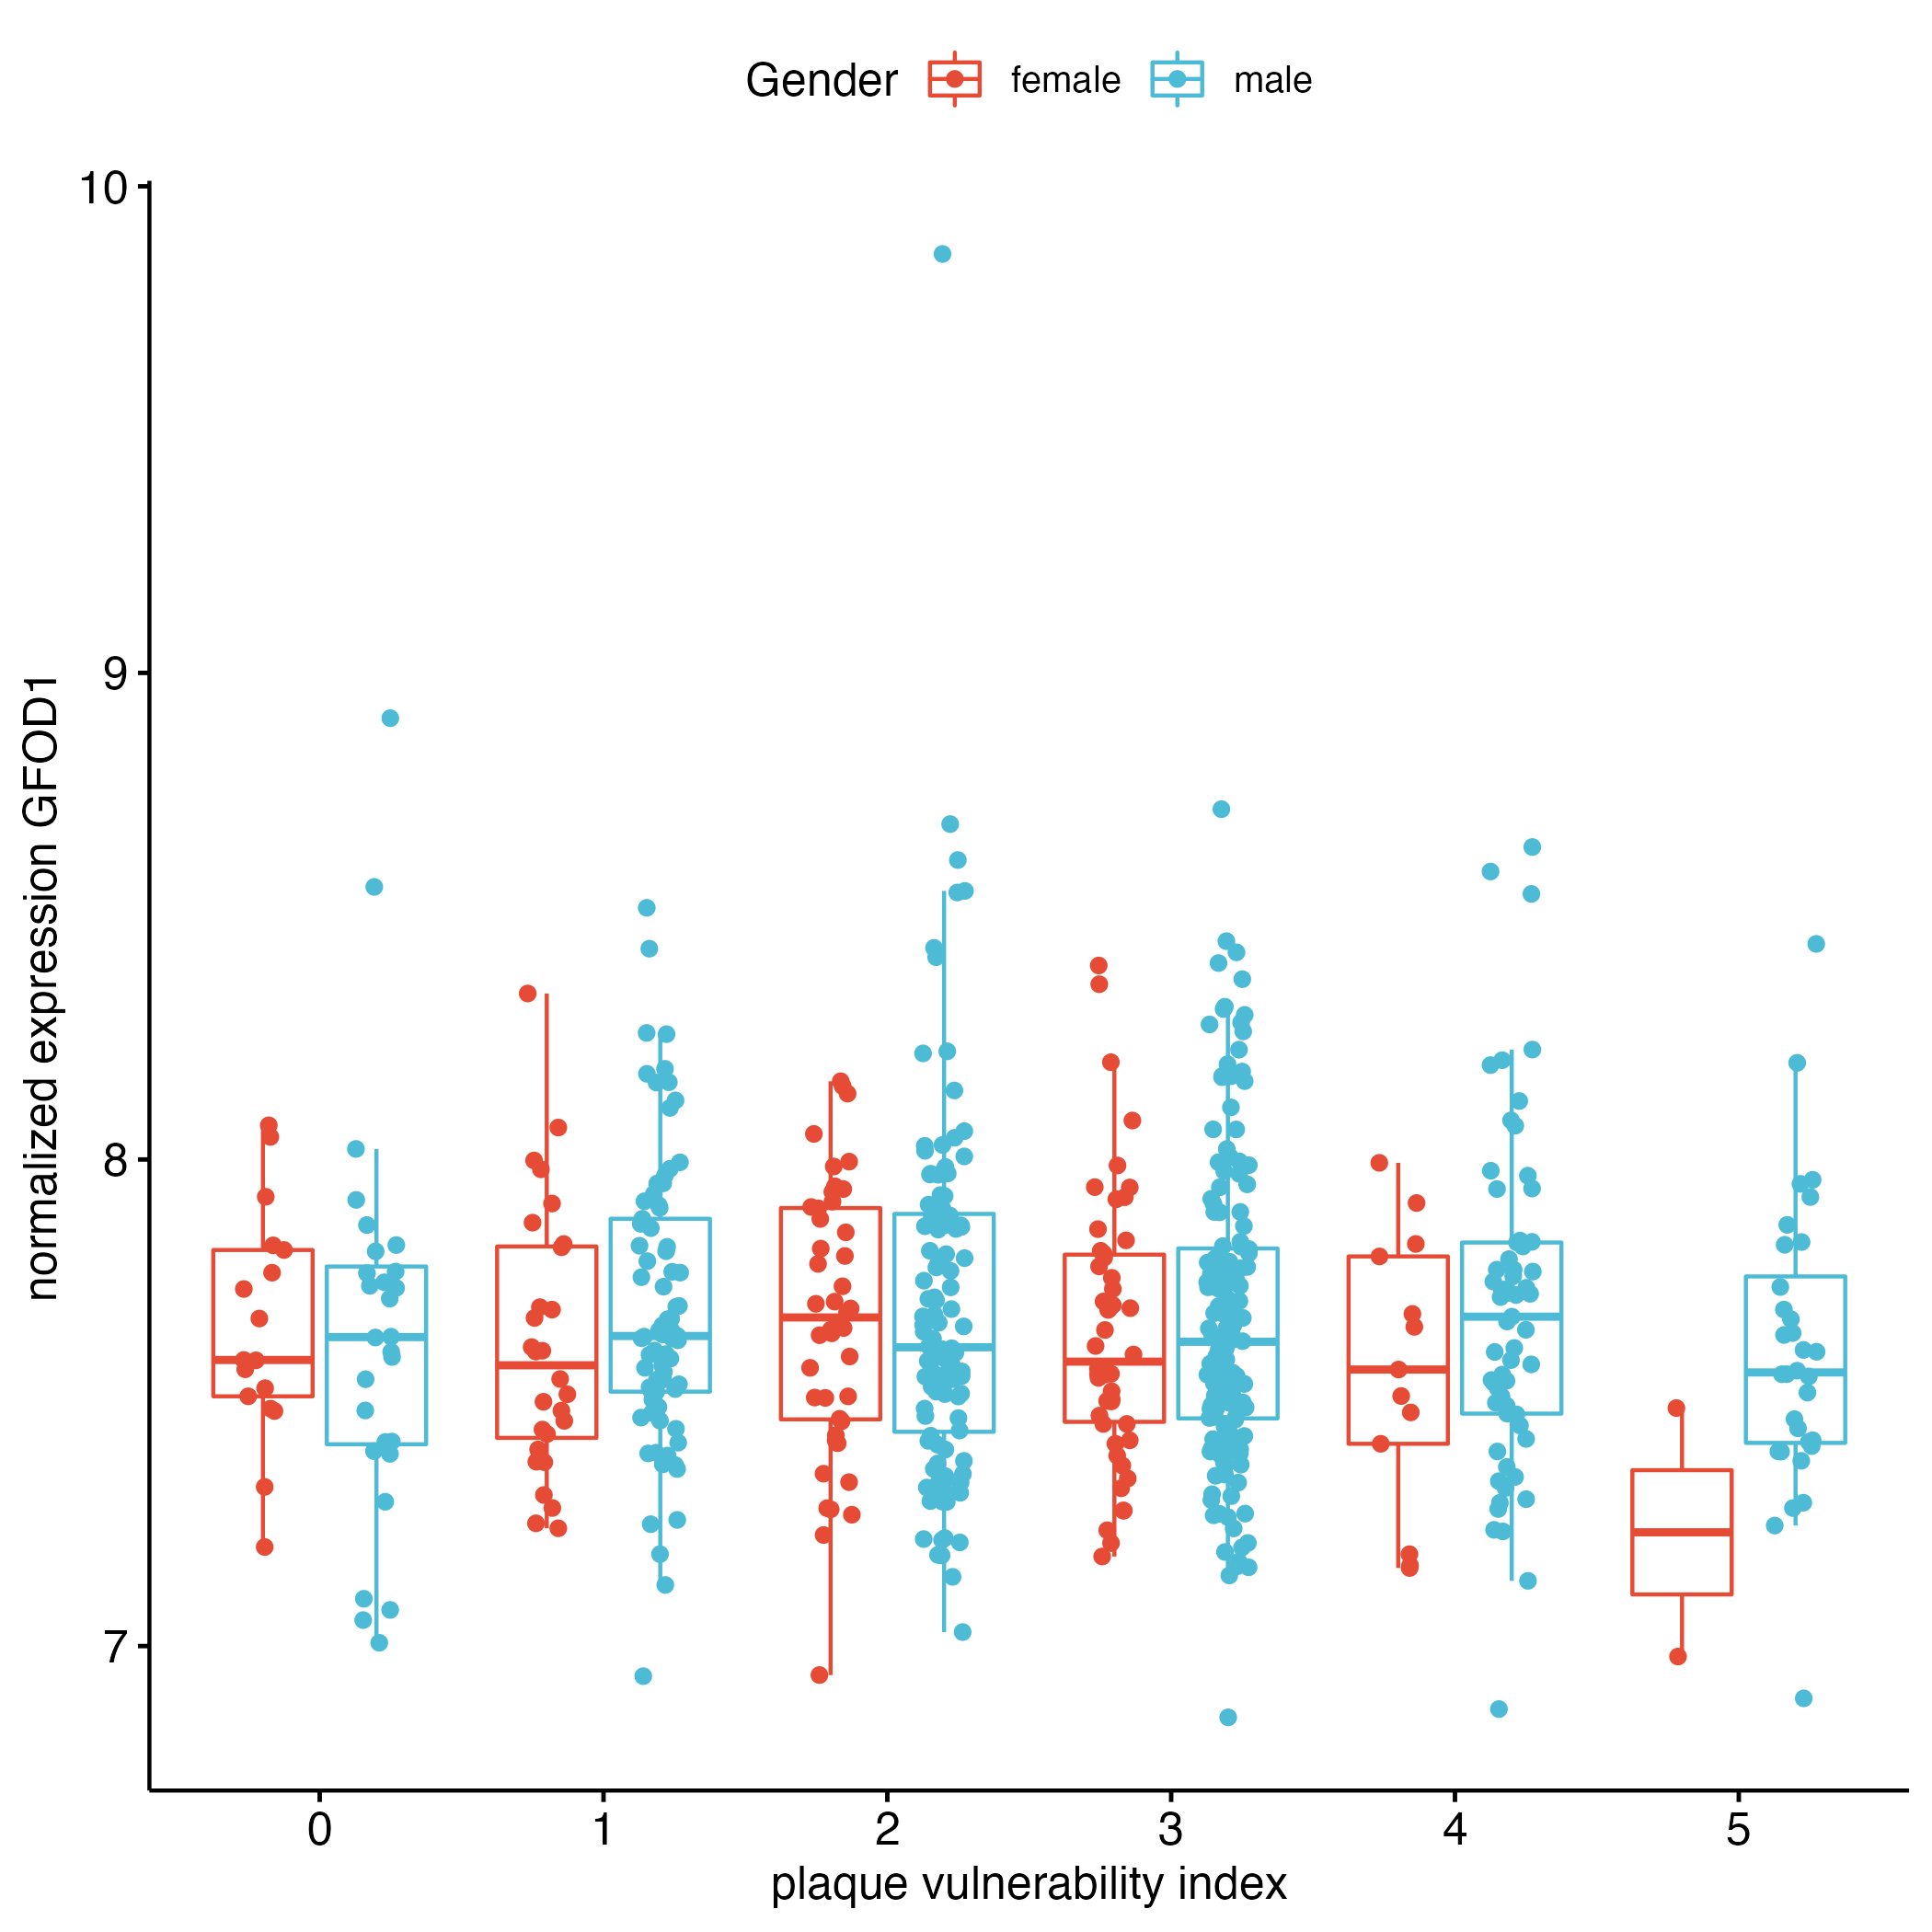 Gender female male
10
9
8
7
normalized expression GFOD1
0 1 2 3 4 5
plaque vulnerability index